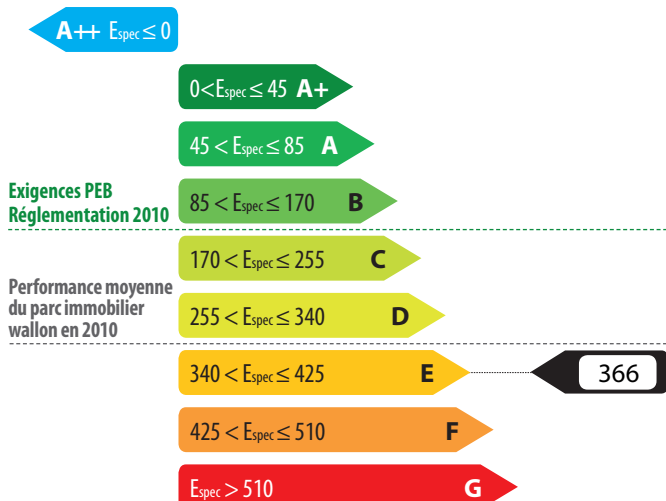 A++ Espec ≤ 0
0 < Espec ≤ 45 A+
45 < Espec ≤ 85 A
Exigences PEB
Réglementation 2010
85 < Espec ≤ 170 B
170 < Espec ≤ 255 C
Performance moyenne
du parc immobilier
wallon en 2010
255 < Espec ≤ 340 D
340 < Espec ≤ 425 E
366
425 < Espec ≤ 510 F
Espec > 510 G